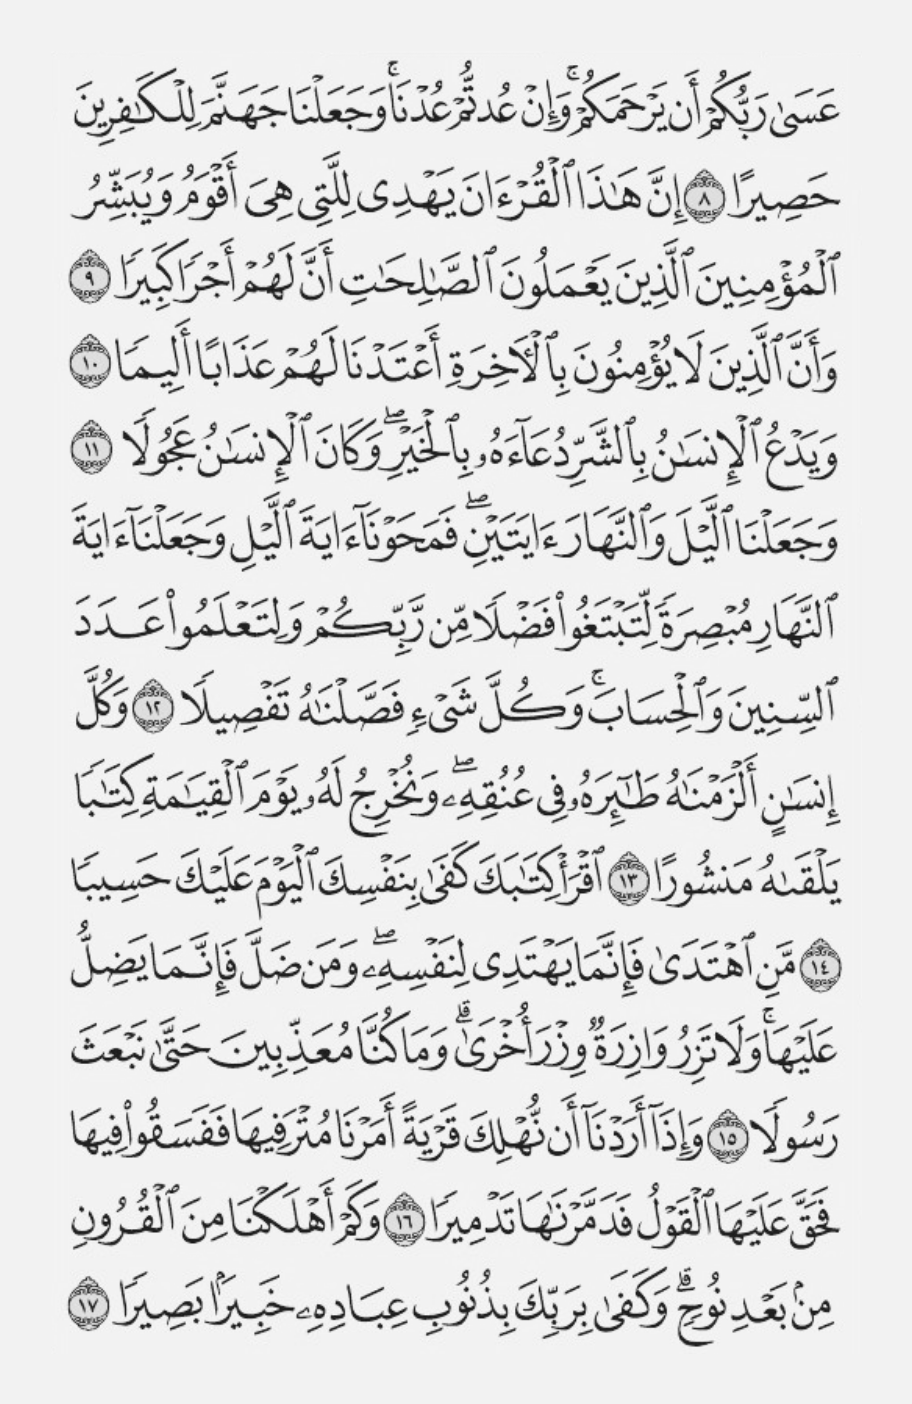 عَسَىٰ رَبُّكُمْ أَن يَرْحَمَكُمْ ۚ وَإِنْ عُدتُّمْ عُدْنَا ۚ وَجَعَلْنَا جَهَنَّمَ لِلْكَـٰفِرِينَ
حَصِيرًا ٨ إِنَّ هَـٰذَا ٱلْقُرْءَانَ يَهْدِى لِلَّتِى هِىَ أَقْوَمُ وَيُبَشِّرُ
ٱلْمُؤْمِنِينَ ٱلَّذِينَ يَعْمَلُونَ ٱلصَّـٰلِحَـٰتِ أَنَّ لَهُمْ أَجْرًا كَبِيرًا ٩
وَأَنَّ ٱلَّذِينَ لَا يُؤْمِنُونَ بِٱلْـَٔاخِرَةِ أَعْتَدْنَا لَهُمْ عَذَابًا أَلِيمًا ١٠
وَيَدْعُ ٱلْإِنسَـٰنُ بِٱلشَّرِّ دُعَآءَهُۥ بِٱلْخَيْرِ ۖ وَكَانَ ٱلْإِنسَـٰنُ عَجُولًا ١١
وَجَعَلْنَا ٱلَّيْلَ وَٱلنَّهَارَ ءَايَتَيْنِ ۖ فَمَحَوْنَآ ءَايَةَ ٱلَّيْلِ وَجَعَلْنَآ ءَايَةَ
ٱلنَّهَارِ مُبْصِرَةً لِّتَبْتَغُوا۟ فَضْلًا مِّن رَّبِّكُمْ وَلِتَعْلَمُوا۟ عَدَدَ
ٱلسِّنِينَ وَٱلْحِسَابَ ۚ وَكُلَّ شَىْءٍ فَصَّلْنَـٰهُ تَفْصِيلًا ١٢ وَكُلَّ
إِنسَـٰنٍ أَلْزَمْنَـٰهُ طَـٰٓئِرَهُۥ فِى عُنُقِهِۦ ۖ وَنُخْرِجُ لَهُۥ يَوْمَ ٱلْقِيَـٰمَةِ كِتَـٰبًا
يَلْقَىٰهُ مَنشُورًا ١٣ ٱقْرَأْ كِتَـٰبَكَ كَفَىٰ بِنَفْسِكَ ٱلْيَوْمَ عَلَيْكَ حَسِيبًا
١٤ مَّنِ ٱهْتَدَىٰ فَإِنَّمَا يَهْتَدِى لِنَفْسِهِۦ ۖ وَمَن ضَلَّ فَإِنَّمَا يَضِلُّ
عَلَيْهَا ۚ وَلَا تَزِرُ وَازِرَةٌ وِزْرَ أُخْرَىٰ ۗ وَمَا كُنَّا مُعَذِّبِينَ حَتَّىٰ نَبْعَثَ
رَسُولًا ١٥ وَإِذَآ أَرَدْنَآ أَن نُّهْلِكَ قَرْيَةً أَمَرْنَا مُتْرَفِيهَا فَفَسَقُوا۟ فِيهَا
فَحَقَّ عَلَيْهَا ٱلْقَوْلُ فَدَمَّرْنَـٰهَا تَدْمِيرًا ١٦ وَكَمْ أَهْلَكْنَا مِنَ ٱلْقُرُونِ
مِنۢ بَعْدِ نُوحٍ ۗ وَكَفَىٰ بِرَبِّكَ بِذُنُوبِ عِبَادِهِۦ خَبِيرًۢا بَصِيرًا ١٧